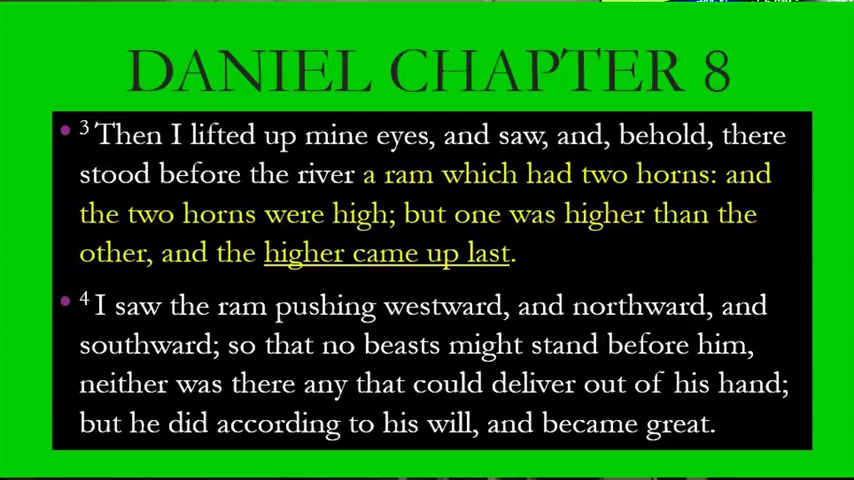 DANIEL CHAPTER 8
• 3 Then I lifted up mine eyes, and saw, and, behold, there
stood before the river a ram which had two horns: and
the two horns were high; but one was higher than the
other, and the higher came up last.
• 4 I saw the ram pushing westward, and northward, and
southward; so that no beasts might stand before him,
neither was there any that could deliver out of his hand;
but he did according to his will, and became great.